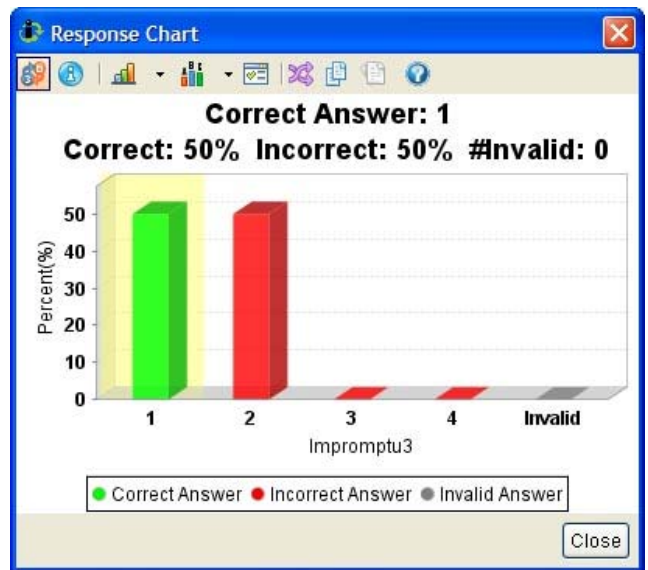 Response Chart
Correct Answer: 1
Correct: 50% Incorrect: 50% #Invalid: 0
Percent(%)
50
40
30
20
10
0
1 2 3 4 Invalid
Impromptu3
Correct Answer Incorrect Answer Invalid Answer
Close